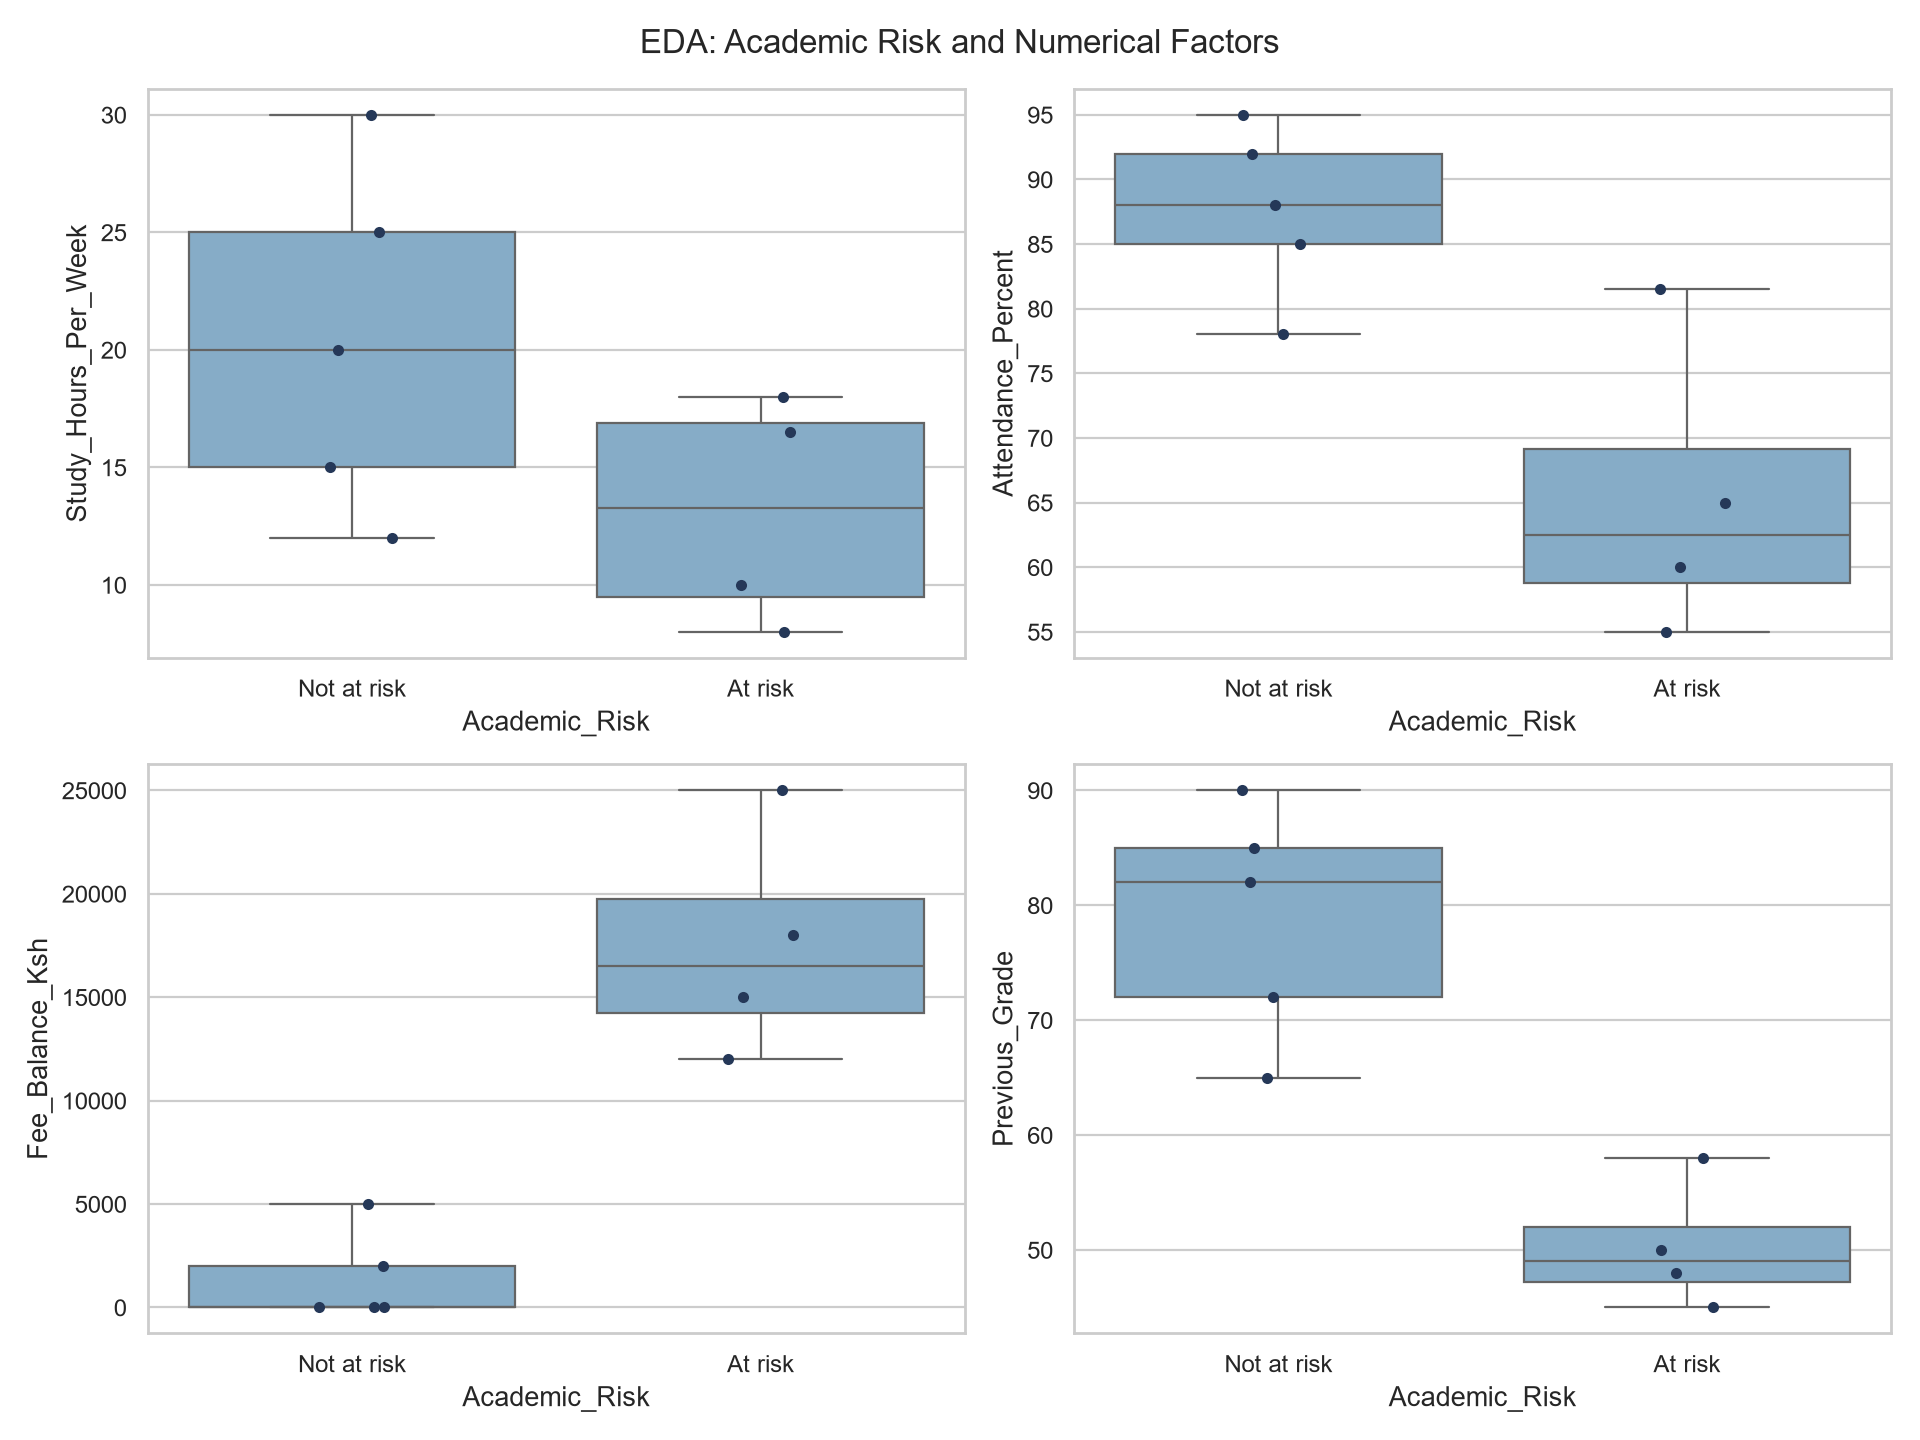 EDA: Academic Risk and Numerical Factors
Study_Hours_Per_Week
30
25
20
15
10
Not at risk
At risk
Academic_Risk
Attendance_Percent
95
90
85
80
75
70
65
60
55
Not at risk
At risk
Academic_Risk
Fee_Balance_Ksh
25000
20000
15000
10000
5000
0
Not at risk
At risk
Academic_Risk
Previous_Grade
90
80
70
60
50
Not at risk
At risk
Academic_Risk